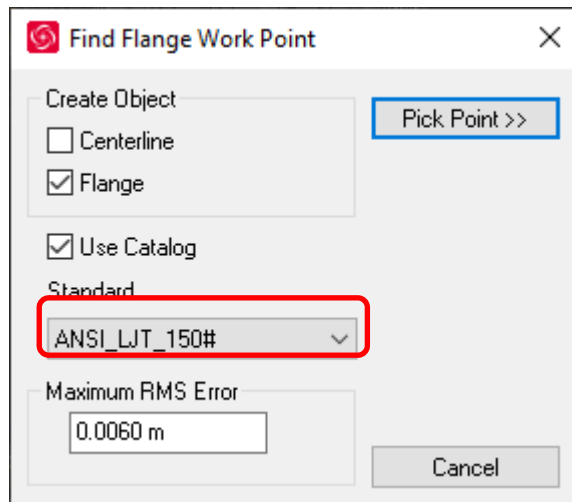 Find Flange Work Point
Create Object
Centerline
Flange
Pick Point >>
Use Catalog
Standard
ANSI_LJT_150#
Maximum RMS Error
0.0060 m
Cancel